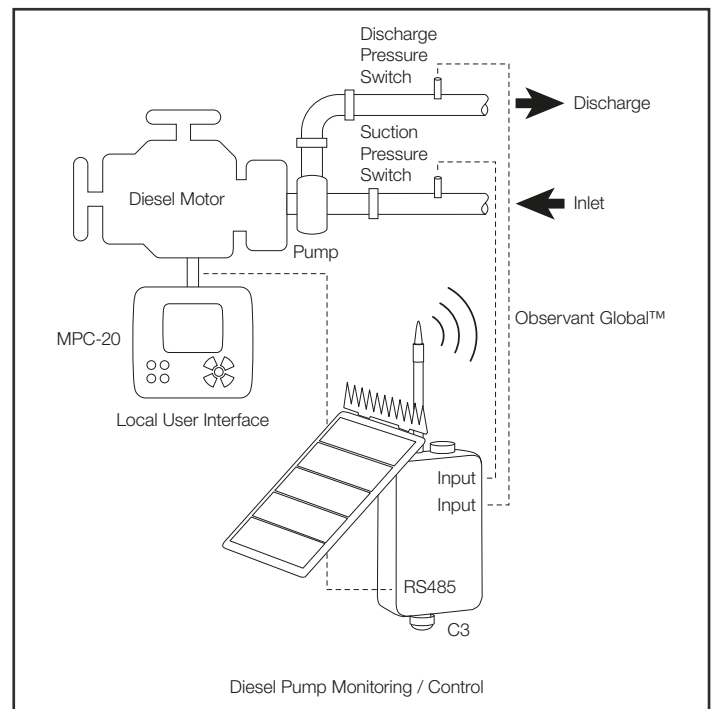 Discharge
Pressure
Switch
Discharge
Suction
Pressure
Switch
Diesel Motor
Inlet
Pump
Observant Global™
MPC-20
Local User Interface
Input
Input
RS485
C3
Diesel Pump Monitoring / Control